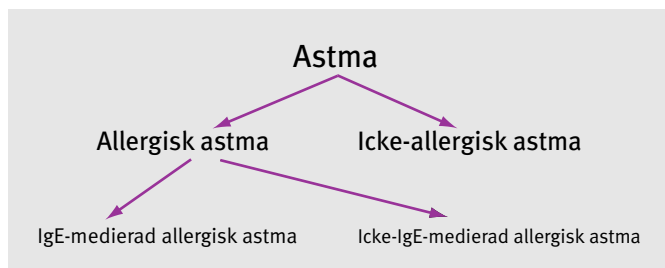 Astma
Allergisk astma
Icke-allergisk astma
IgE-medierad allergisk astma
Icke-IgE-medierad allergisk astma